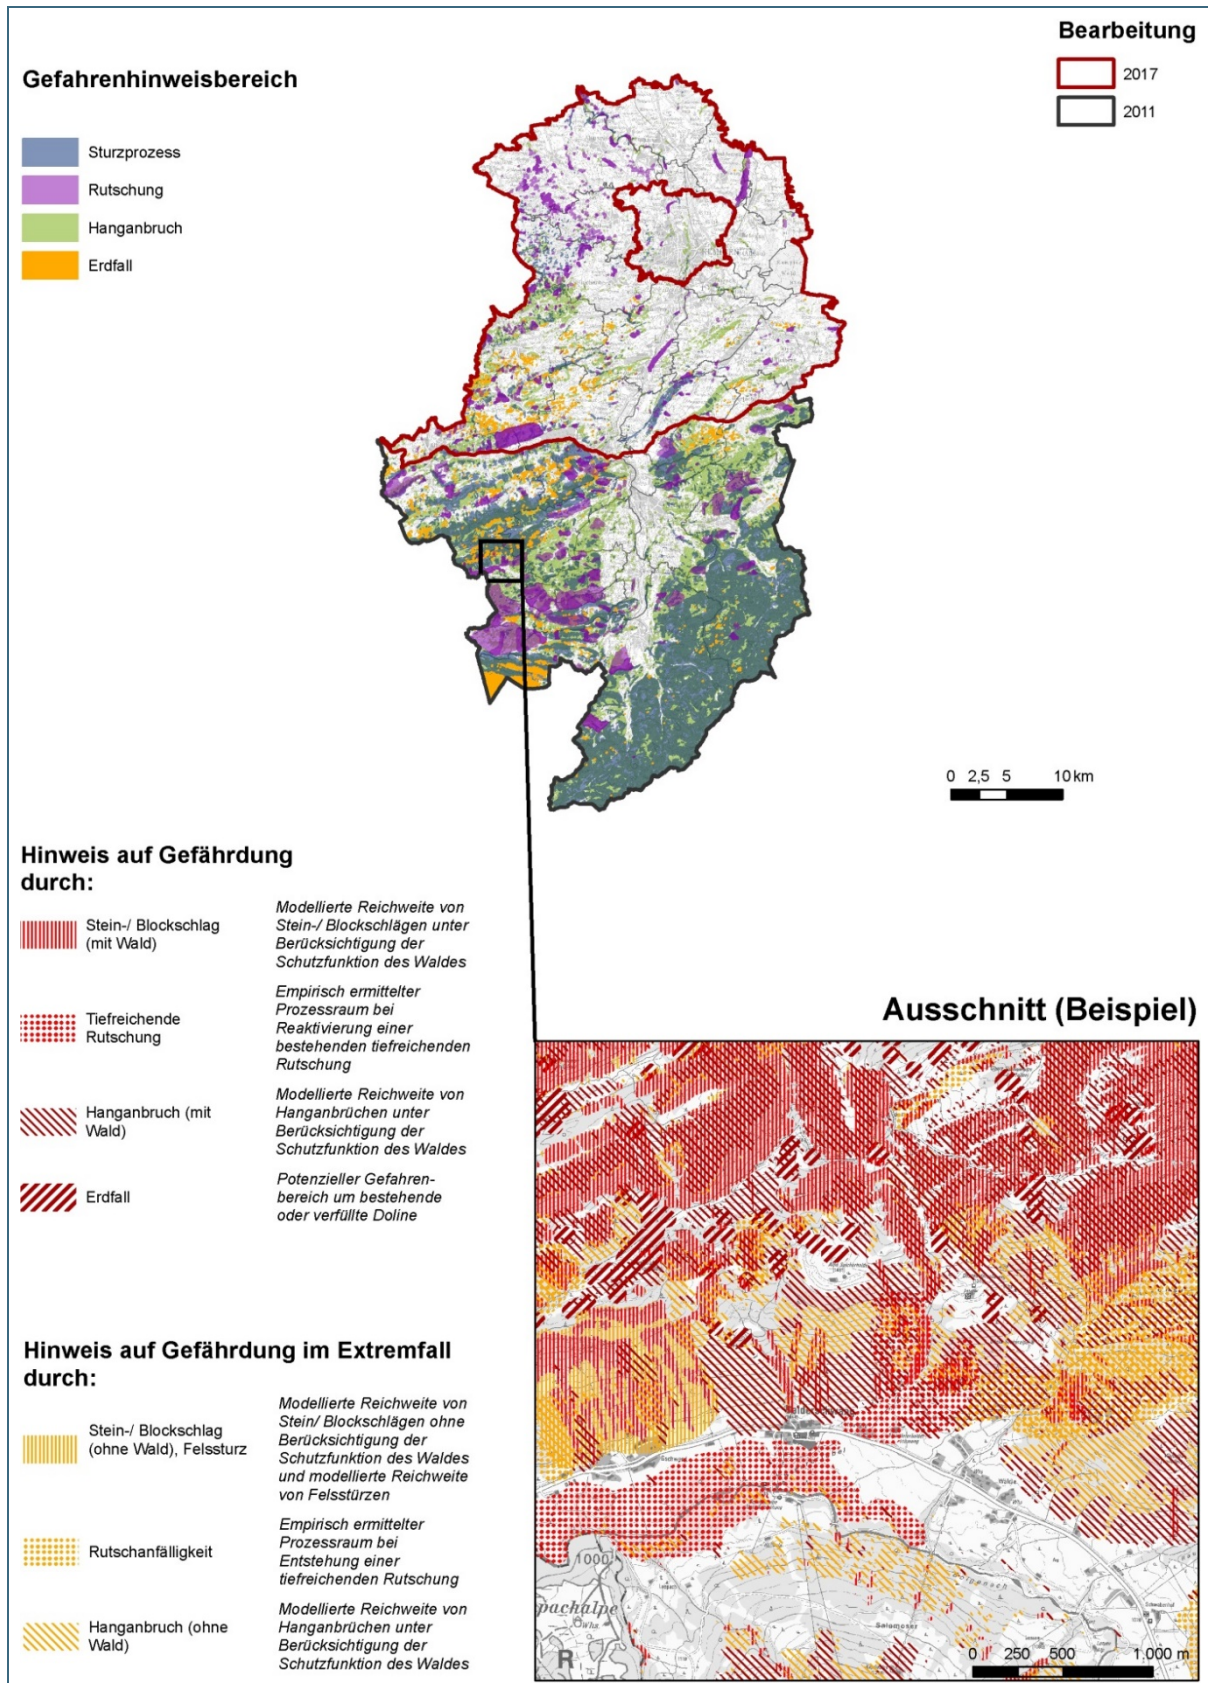 Bearbeitung
2017
2011
Gefahrenhinweisbereich
Sturzprozess
Rutschung
Hanganbruch
Erdfall
0 2,5 5 10 km
Hinweis auf Gefährdung
durch:
Stein-/ Blockschlag
(mit Wald)
Modellierte Reichweite von
Stein-/ Blockschlägen unter
Berücksichtigung der
Schutzfunktion des Waldes
Tiefreichende
Rutschung
Empirisch ermittelter
Prozessraum bei
Reaktivierung einer
bestehenden tiefreichenden
Rutschung
Hanganbruch (mit
Wald)
Modellierte Reichweite von
Hanganbrüchen unter
Berücksichtigung der
Schutzfunktion des Waldes
Erdfall
Potenzieller Gefahren-
bereich um bestehende
oder verfüllte Doline
Hinweis auf Gefährdung im Extremfall
durch:
Stein-/ Blockschlag
(ohne Wald), Felssturz
Modellierte Reichweite von
Stein/ Blockschlägen ohne
Berücksichtigung der
Schutzfunktion des Waldes
und modellierte Reichweite
von Felsstürzen
Rutschanfälligkeit
Empirisch ermittelter
Prozessraum bei
Entstehung einer
tiefreichenden Rutschung
Hanganbruch (ohne
Wald)
Modellierte Reichweite von
Hanganbrüchen unter
Berücksichtigung der
Schutzfunktion des Waldes
Ausschnitt (Beispiel)
1000
pachalpe
Whs.
R
Salamoser
0 250 500 1.000 m